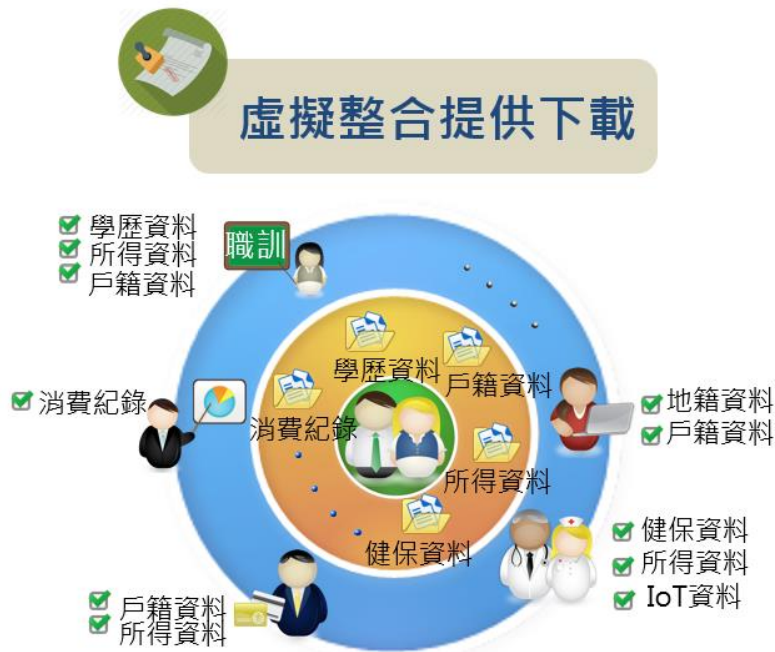 虛擬整合提供下載
學歷資料
所得資料
戶籍資料
職訓
消費紀錄
學歷資料
戶籍資料
消費紀錄
所得資料
健保資料
地籍資料
戶籍資料
健保資料
所得資料
IoT資料
戶籍資料
所得資料